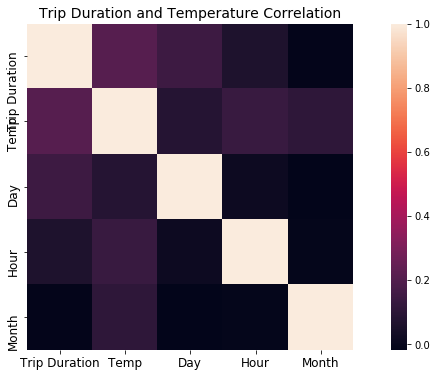 Trip Duration and Temperature Correlation
Trip Duration
Temp
Day
Hour
Month
Trip Duration Temp Day Hour Month
1.0
0.8
0.6
0.4
0.2
0.0